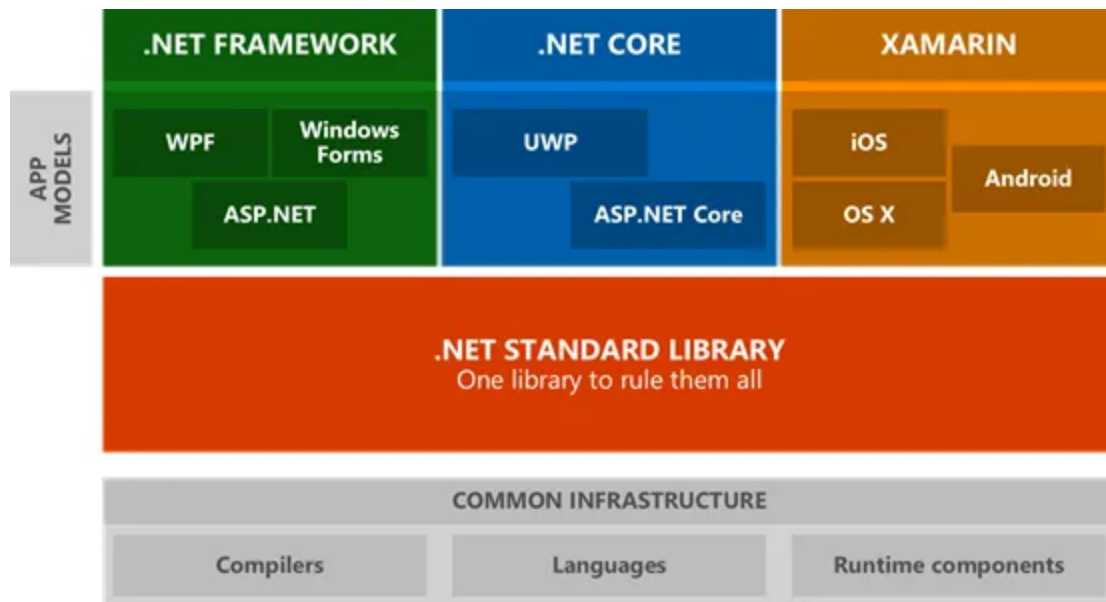 .NET FRAMEWORK
.NET CORE
XAMARIN
APP
MODELS
WPF
Windows
Forms
ASP.NET
UWP
ASP.NET Core
iOS
Android
OS X
.NET STANDARD LIBRARY
One library to rule them all
COMMON INFRASTRUCTURE
Compilers
Languages
Runtime components